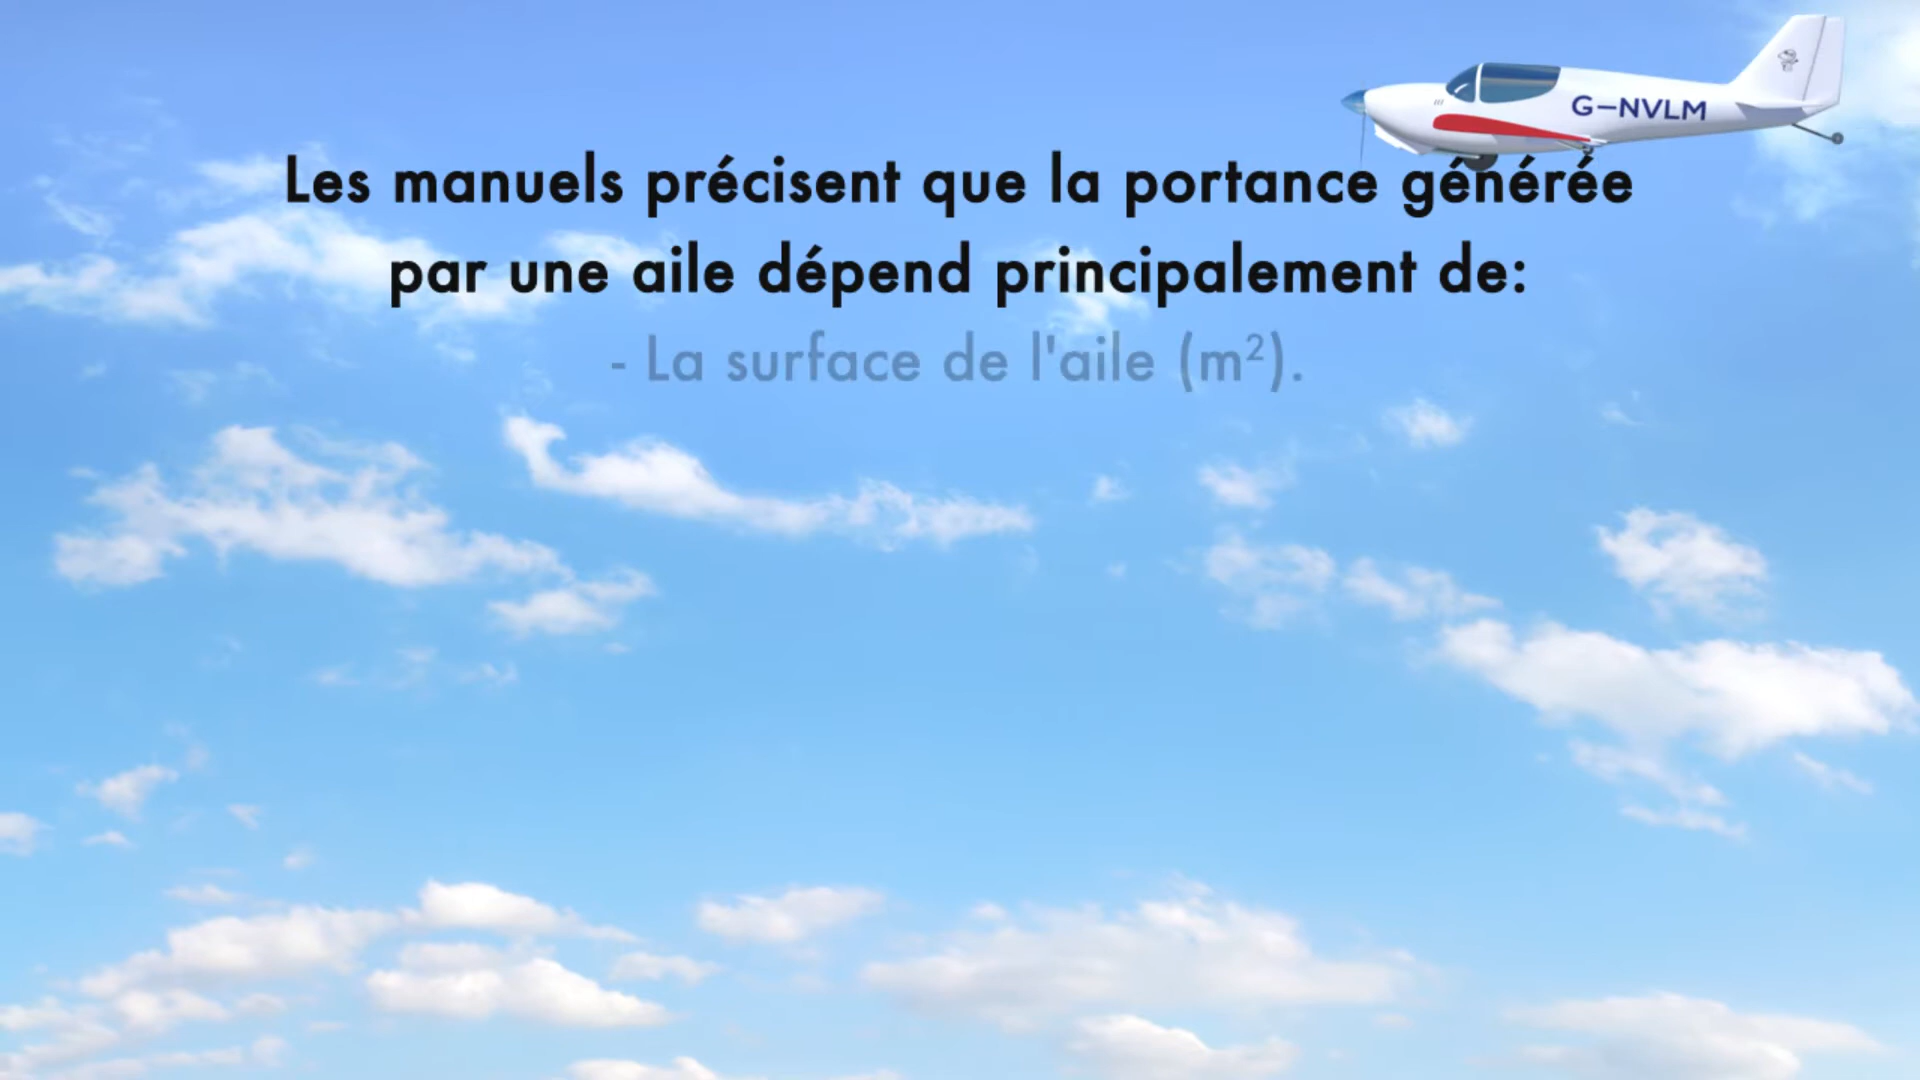 G-NVLM
Les manuels précisent que la portance générée
par une aile dépend principalement de:
- La surface de l'aile (m²).